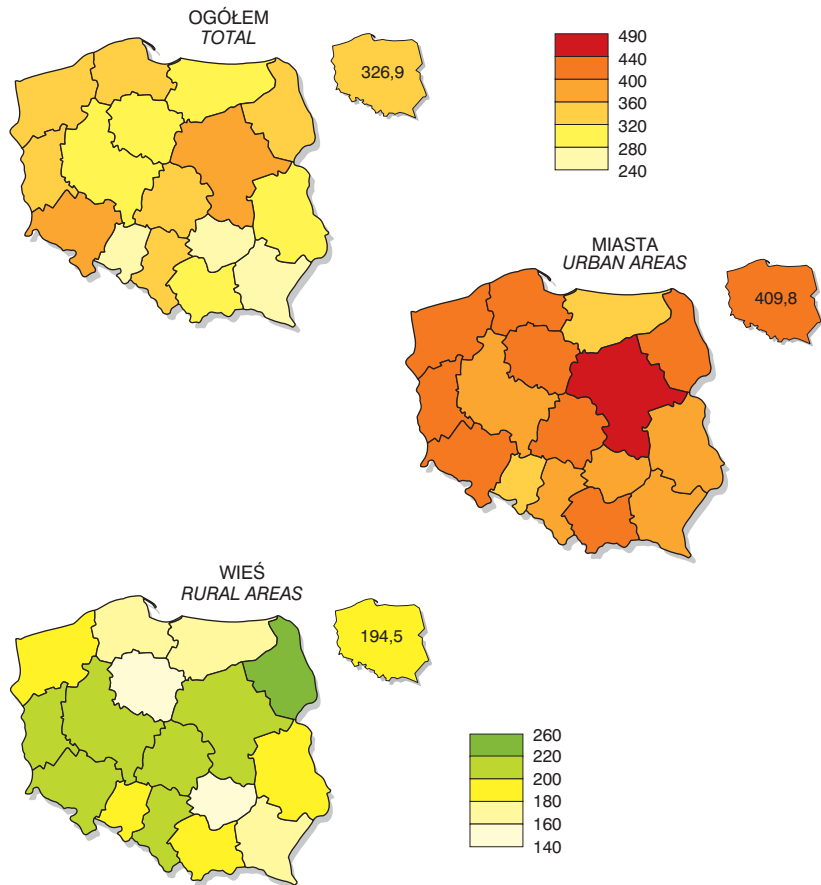 OGÓŁEM
TOTAL
326,9
490
440
400
360
320
280
240
MIASTA
URBAN AREAS
409,8
WIEŚ
RURAL AREAS
194,5
260
220
200
180
160
140